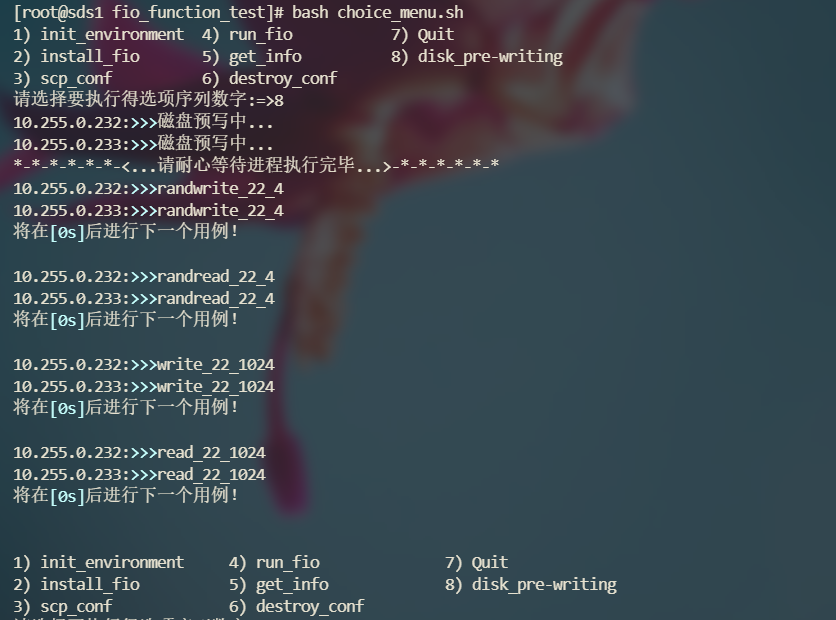 [root@sds1 fio_function_test]# bash choice_menu.sh
1) init_environment  4) run_fio           7) Quit
2) install_fio       5) get_info          8) disk_pre-writing
3) scp_conf          6) destroy_conf
请选择要执行得选项序列数字:=>8
10.255.0.232:>>>磁盘预写中...
10.255.0.233:>>>磁盘预写中...
*-*-*-*-*-*-<...请耐心等待进程执行完毕...>-*-*-*-*-*-*
10.255.0.232:>>>randwrite_22_4
10.255.0.233:>>>randwrite_22_4
将在[0s]后进行下一个用例!
10.255.0.232:>>>randread_22_4
10.255.0.233:>>>randread_22_4
将在[0s]后进行下一个用例!
10.255.0.232:>>>write_22_1024
10.255.0.233:>>>write_22_1024
将在[0s]后进行下一个用例!
10.255.0.232:>>>read_22_1024
10.255.0.233:>>>read_22_1024
将在[0s]后进行下一个用例!
1) init_environment     4) run_fio              7) Quit
2) install_fio          5) get_info             8) disk_pre-writing
3) scp_conf             6) destroy_conf